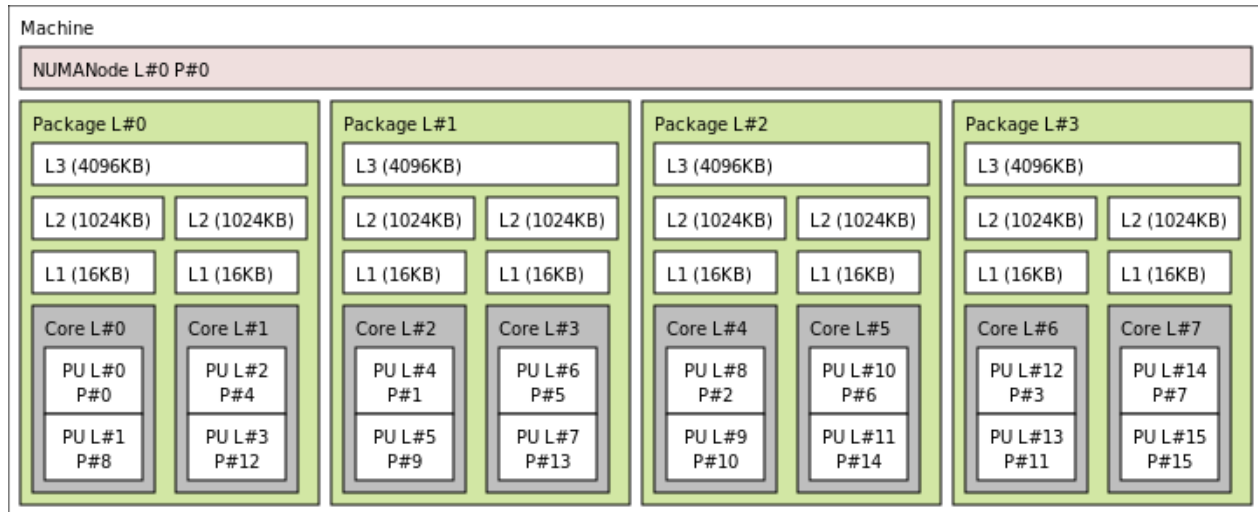 Machine
NUMANode L#0 P#0
Package L#0
L3 (4096KB)
L2 (1024KB)
L2 (1024KB)
L1 (16KB)
L1 (16KB)
Core L#0
PU L#0
P#0
PU L#1
P#8
Core L#1
PU L#2
P#4
PU L#3
P#12
Package L#1
L3 (4096KB)
L2 (1024KB)
L2 (1024KB)
L1 (16KB)
L1 (16KB)
Core L#2
PU L#4
P#1
PU L#5
P#9
Core L#3
PU L#6
P#5
PU L#7
P#13
Package L#2
L3 (4096KB)
L2 (1024KB)
L2 (1024KB)
L1 (16KB)
L1 (16KB)
Core L#4
PU L#8
P#2
PU L#9
P#10
Core L#5
PU L#10
P#6
PU L#11
P#14
Package L#3
L3 (4096KB)
L2 (1024KB)
L2 (1024KB)
L1 (16KB)
L1 (16KB)
Core L#6
PU L#12
P#3
PU L#13
P#11
Core L#7
PU L#14
P#7
PU L#15
P#15